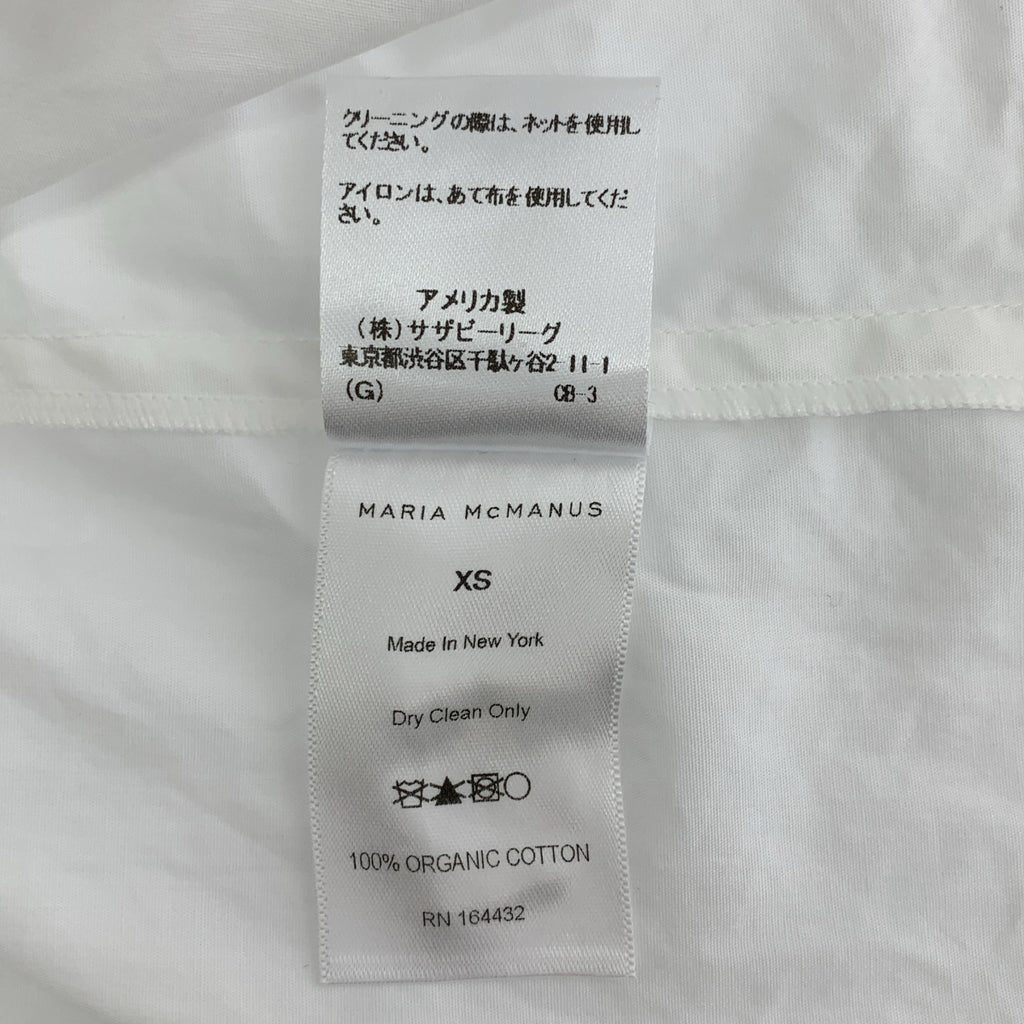 クリーニングの際は、ネットを使用し
てください。
アイロンは、あて布を使用してくだ
さい。
アメリカ製
(株)サザビーリーグ
東京都渋谷区千駄ヶ谷2-11-1
(G) CB-3
MARIA McMANUS
XS
Made In New York
Dry Clean Only
100% ORGANIC COTTON
RN 164432